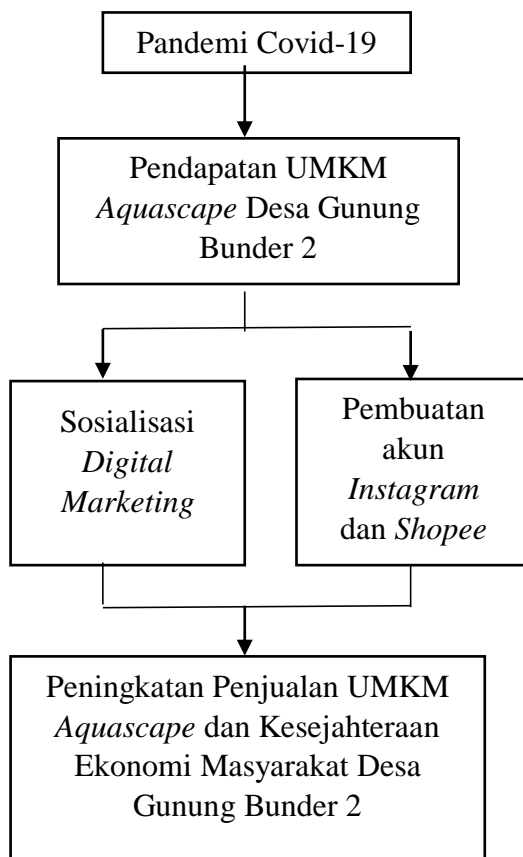 Pandemi Covid-19
Pendapatan UMKM
Aquascape Desa Gunung
Bunder 2
Sosialisasi
Digital
Marketing
Pembuatan
akun
Instagram
dan Shopee
Peningkatan Penjualan UMKM
Aquascape dan Kesejahteraan
Ekonomi Masyarakat Desa
Gunung Bunder 2